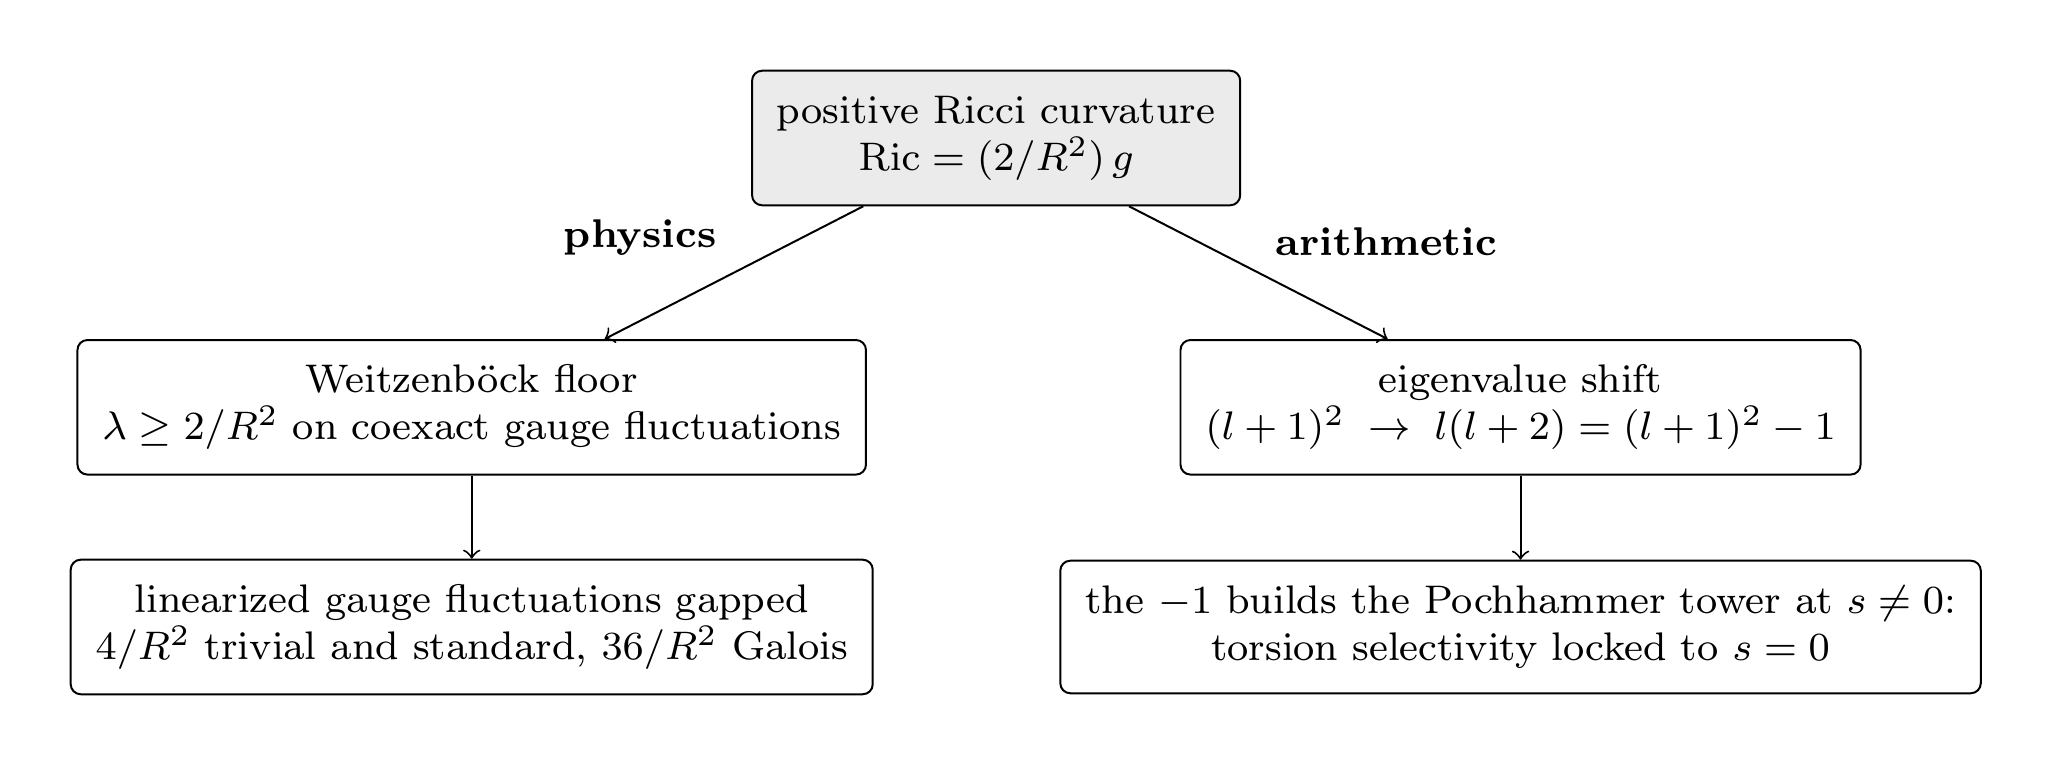 positive Ricci curvature
Ric = (2/R²) g
physics
arithmetic
Weitzenböck floor
λ ≥ 2/R² on coexact gauge fluctuations
eigenvalue shift
(l + 1)² → l(l + 2) = (l + 1)² − 1
linearized gauge fluctuations gapped
4/R² trivial and standard, 36/R² Galois
the −1 builds the Pochhammer tower at s ≠ 0:
torsion selectivity locked to s = 0